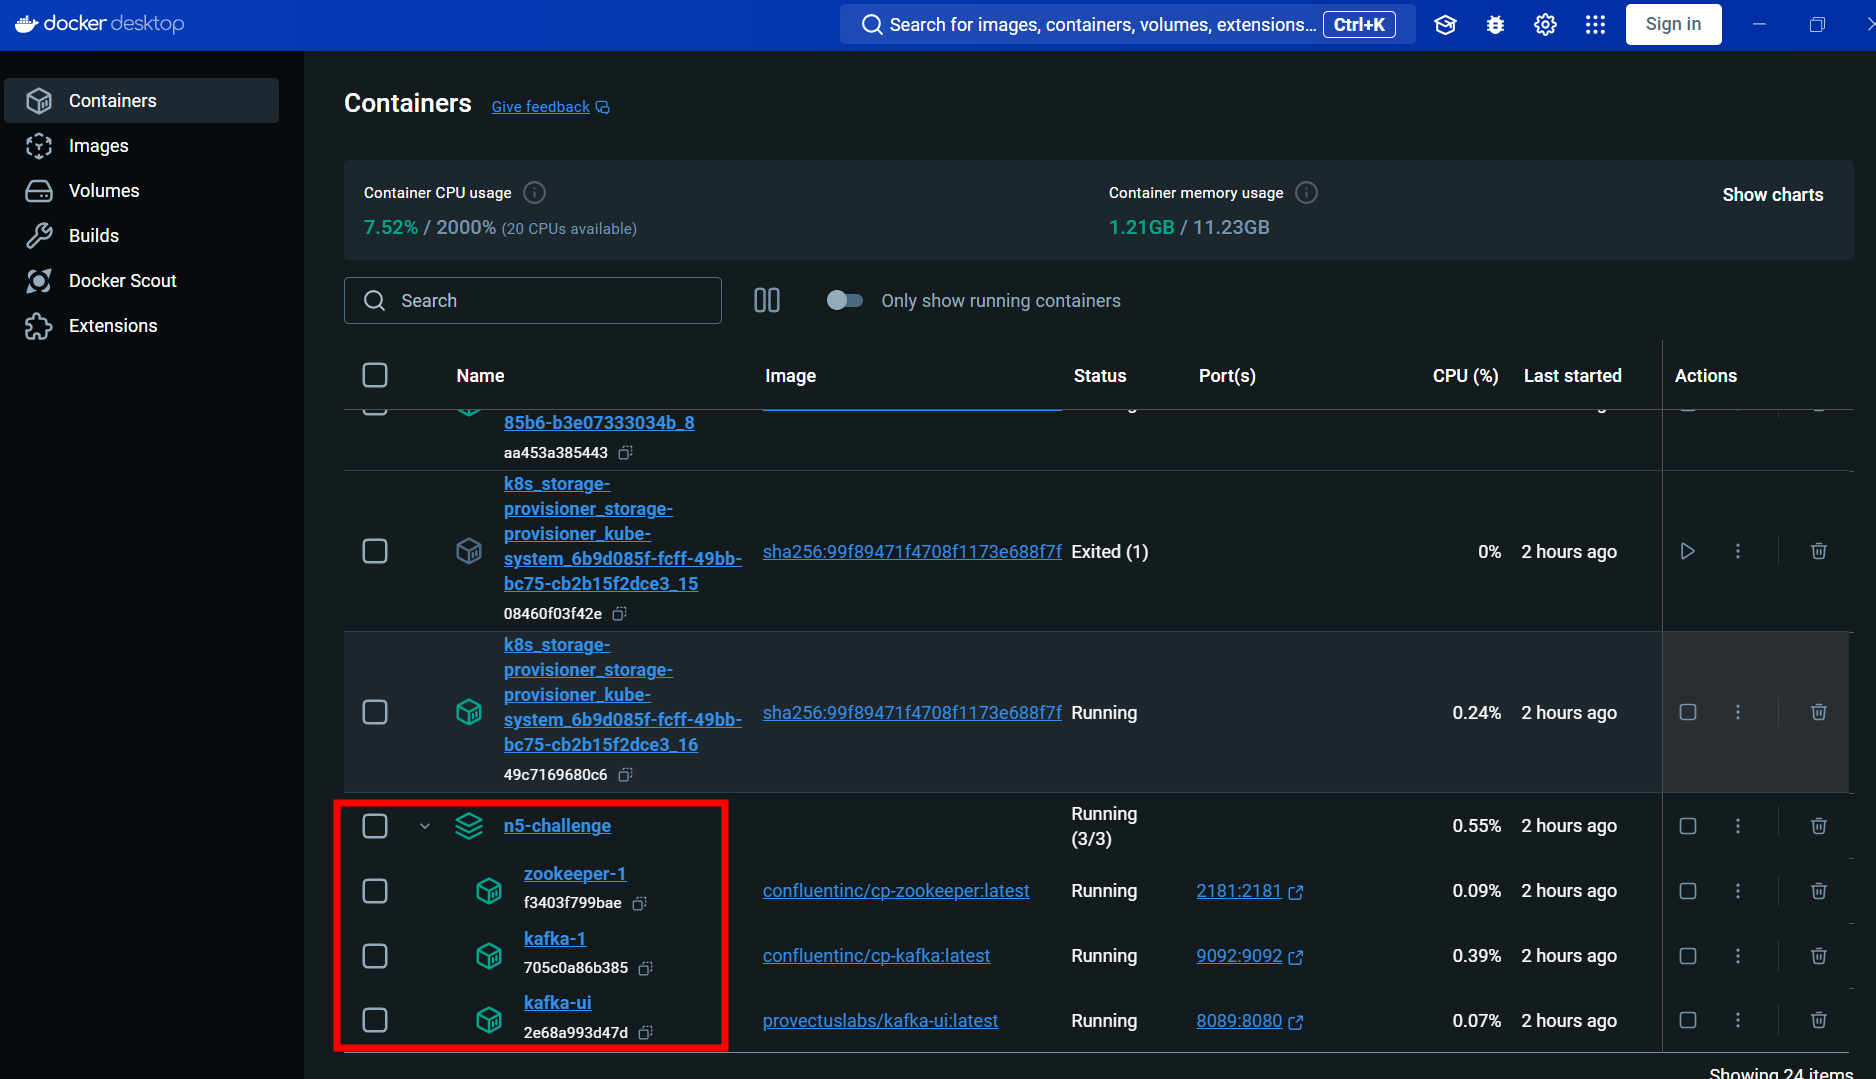 docker desktop
Search for images, containers, volumes, extensions... Ctrl+K
Sign in
Containers
Images
Volumes
Builds
Docker Scout
Extensions
Containers Give feedback
Container CPU usage
7.52% / 2000% (20 CPUs available)
Container memory usage
1.21GB / 11.23GB
Show charts
Search
Only show running containers
Name Image Status Port(s) CPU (%) Last started Actions
85b6-b3e07333034b_8
aa453a385443
k8s_storage-
provisioner_storage-
provisioner_kube-
system_6b9d085f-fcff-49bb-
bc75-cb2b15f2dce3_15
08460f03f42e
sha256:99f89471f4708f1173e688f7f Exited (1) 0% 2 hours ago
k8s_storage-
provisioner_storage-
provisioner_kube-
system_6b9d085f-fcff-49bb-
bc75-cb2b15f2dce3_16
49c7169680c6
sha256:99f89471f4708f1173e688f7f Running 0.24% 2 hours ago
n5-challenge
Running
(3/3)
0.55% 2 hours ago
zookeeper-1
f3403f799bae
confluentinc/cp-zookeeper:latest Running 2181:2181 0.09% 2 hours ago
kafka-1
705c0a86b385
confluentinc/cp-kafka:latest Running 9092:9092 0.39% 2 hours ago
kafka-ui
2e68a993d47d
provectuslabs/kafka-ui:latest Running 8089:8080 0.07% 2 hours ago
Showing 24 items